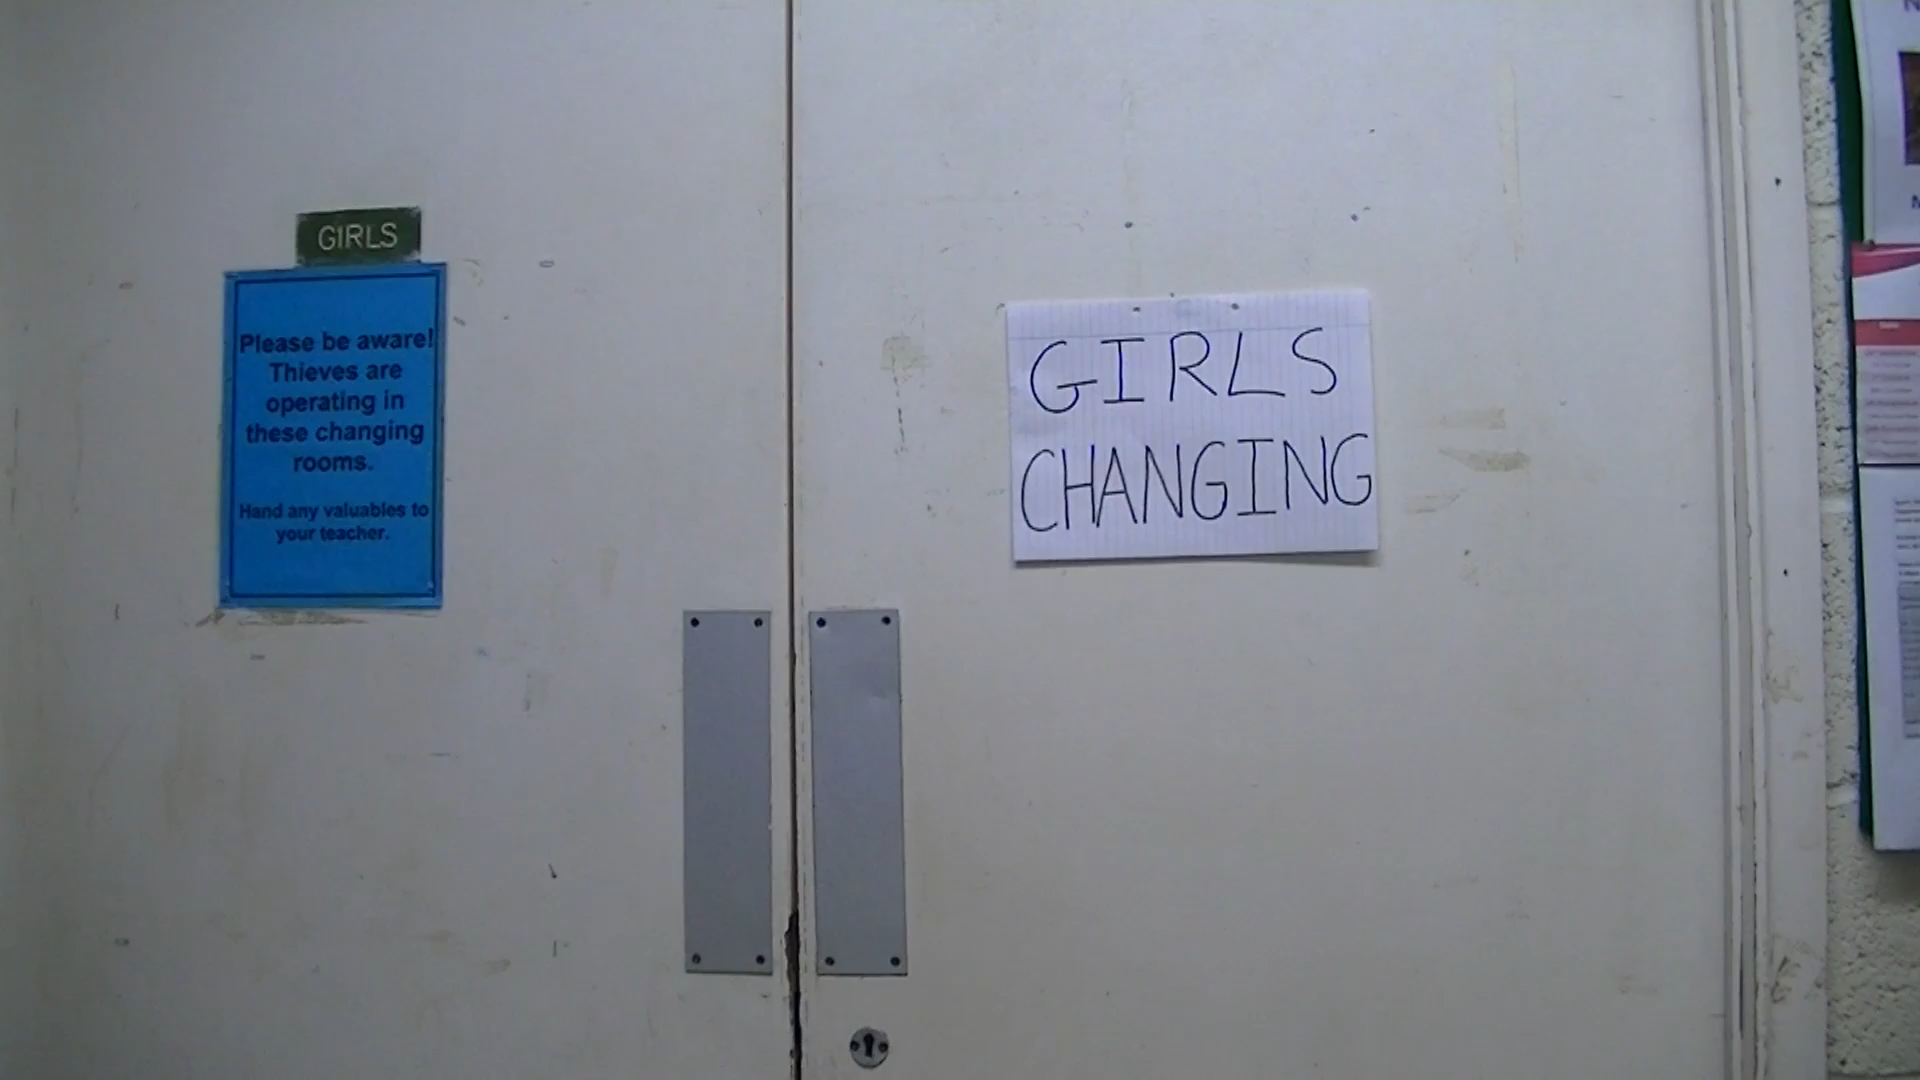 GIRLS
Please be aware!
Thieves are
operating in
these changing
rooms.
Hand any valuables to
your teacher.
GIRLS
CHANGING